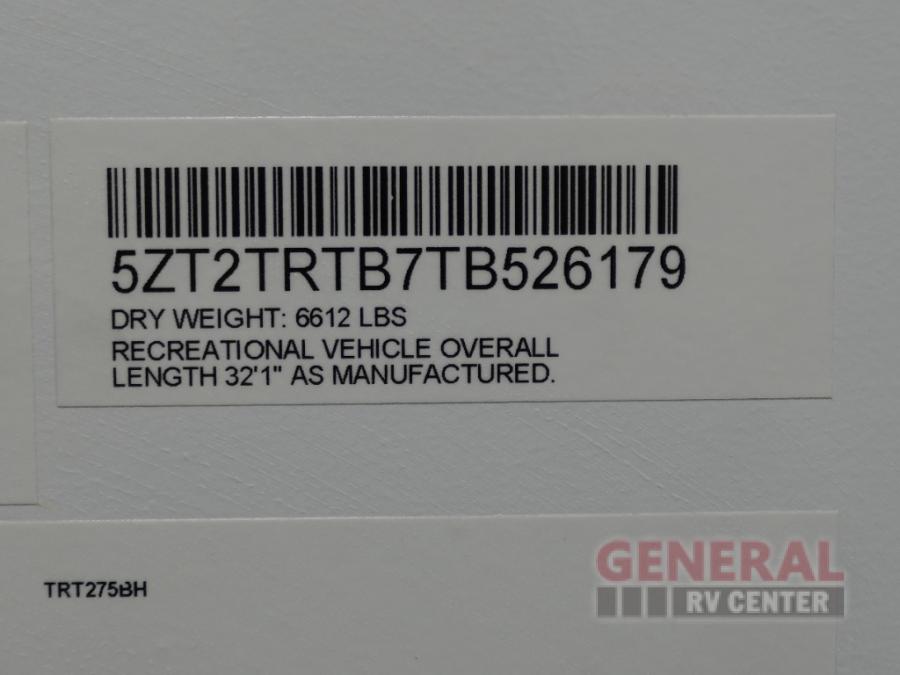 5ZT2TRTB7TB526179
DRY WEIGHT: 6612 LBS
RECREATIONAL VEHICLE OVERALL
LENGTH 32'1" AS MANUFACTURED.
TRT275BH
GENERAL
RV CENTER